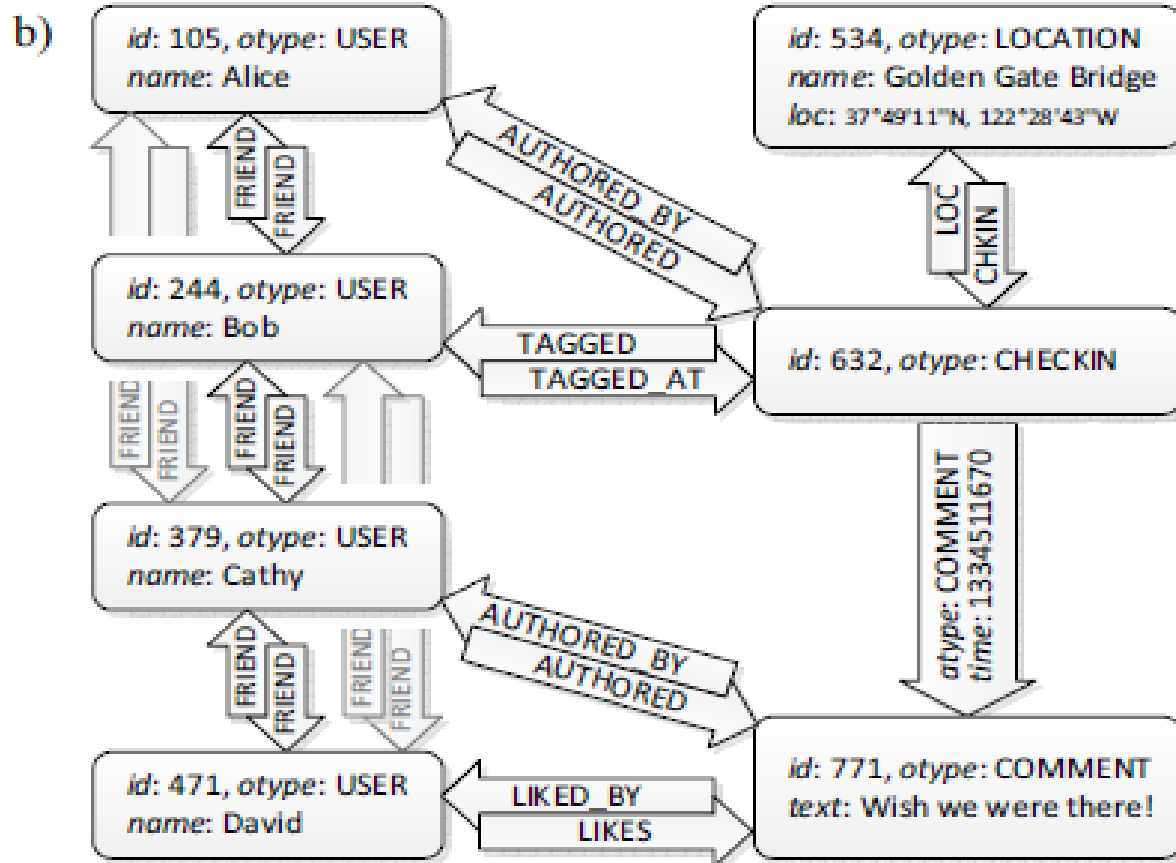 b)
id: 105, otype: USER
name: Alice
id: 534, otype: LOCATION
name: Golden Gate Bridge
loc: 37°49'11"N, 122°28'43"W
FRIEND
FRIEND
AUTHORED_BY
AUTHORED
LOC
CHKIN
id: 244, otype: USER
name: Bob
TAGGED
TAGGED_AT
id: 632, otype: CHECKIN
FRIEND
FRIEND
FRIEND
FRIEND
atype: COMMENT
time: 1334511670
id: 379, otype: USER
name: Cathy
AUTHORED_BY
AUTHORED
FRIEND
FRIEND
FRIEND
FRIEND
id: 471, otype: USER
name: David
LIKED_BY
LIKES
id: 771, otype: COMMENT
text: Wish we were there!